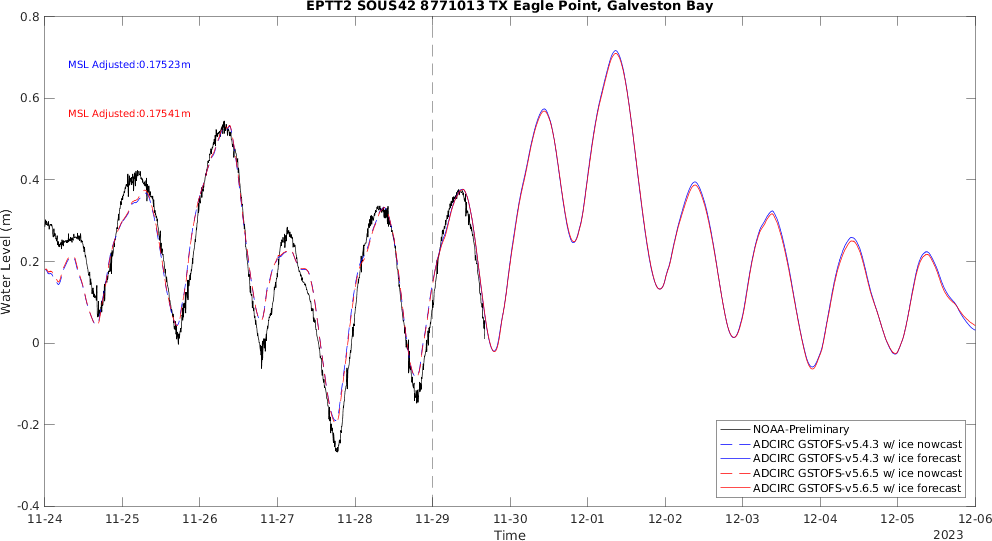 EPTT2 SOUS42 8771013 TX Eagle Point, Galveston Bay
0.8
MSL Adjusted:0.17523m
0.6
MSL Adjusted:0.17541m
0.4
Water Level (m)
0.2
0
-0.2
NOAA-Preliminary
ADCIRC GSTOFS-v5.4.3 w/ ice nowcast
ADCIRC GSTOFS-v5.4.3 w/ ice forecast
ADCIRC GSTOFS-v5.6.5 w/ ice nowcast
ADCIRC GSTOFS-v5.6.5 w/ ice forecast
-0.4
11-24 11-25 11-26 11-27 11-28 11-29 11-30 12-01 12-02 12-03 12-04 12-05 12-06
Time
2023